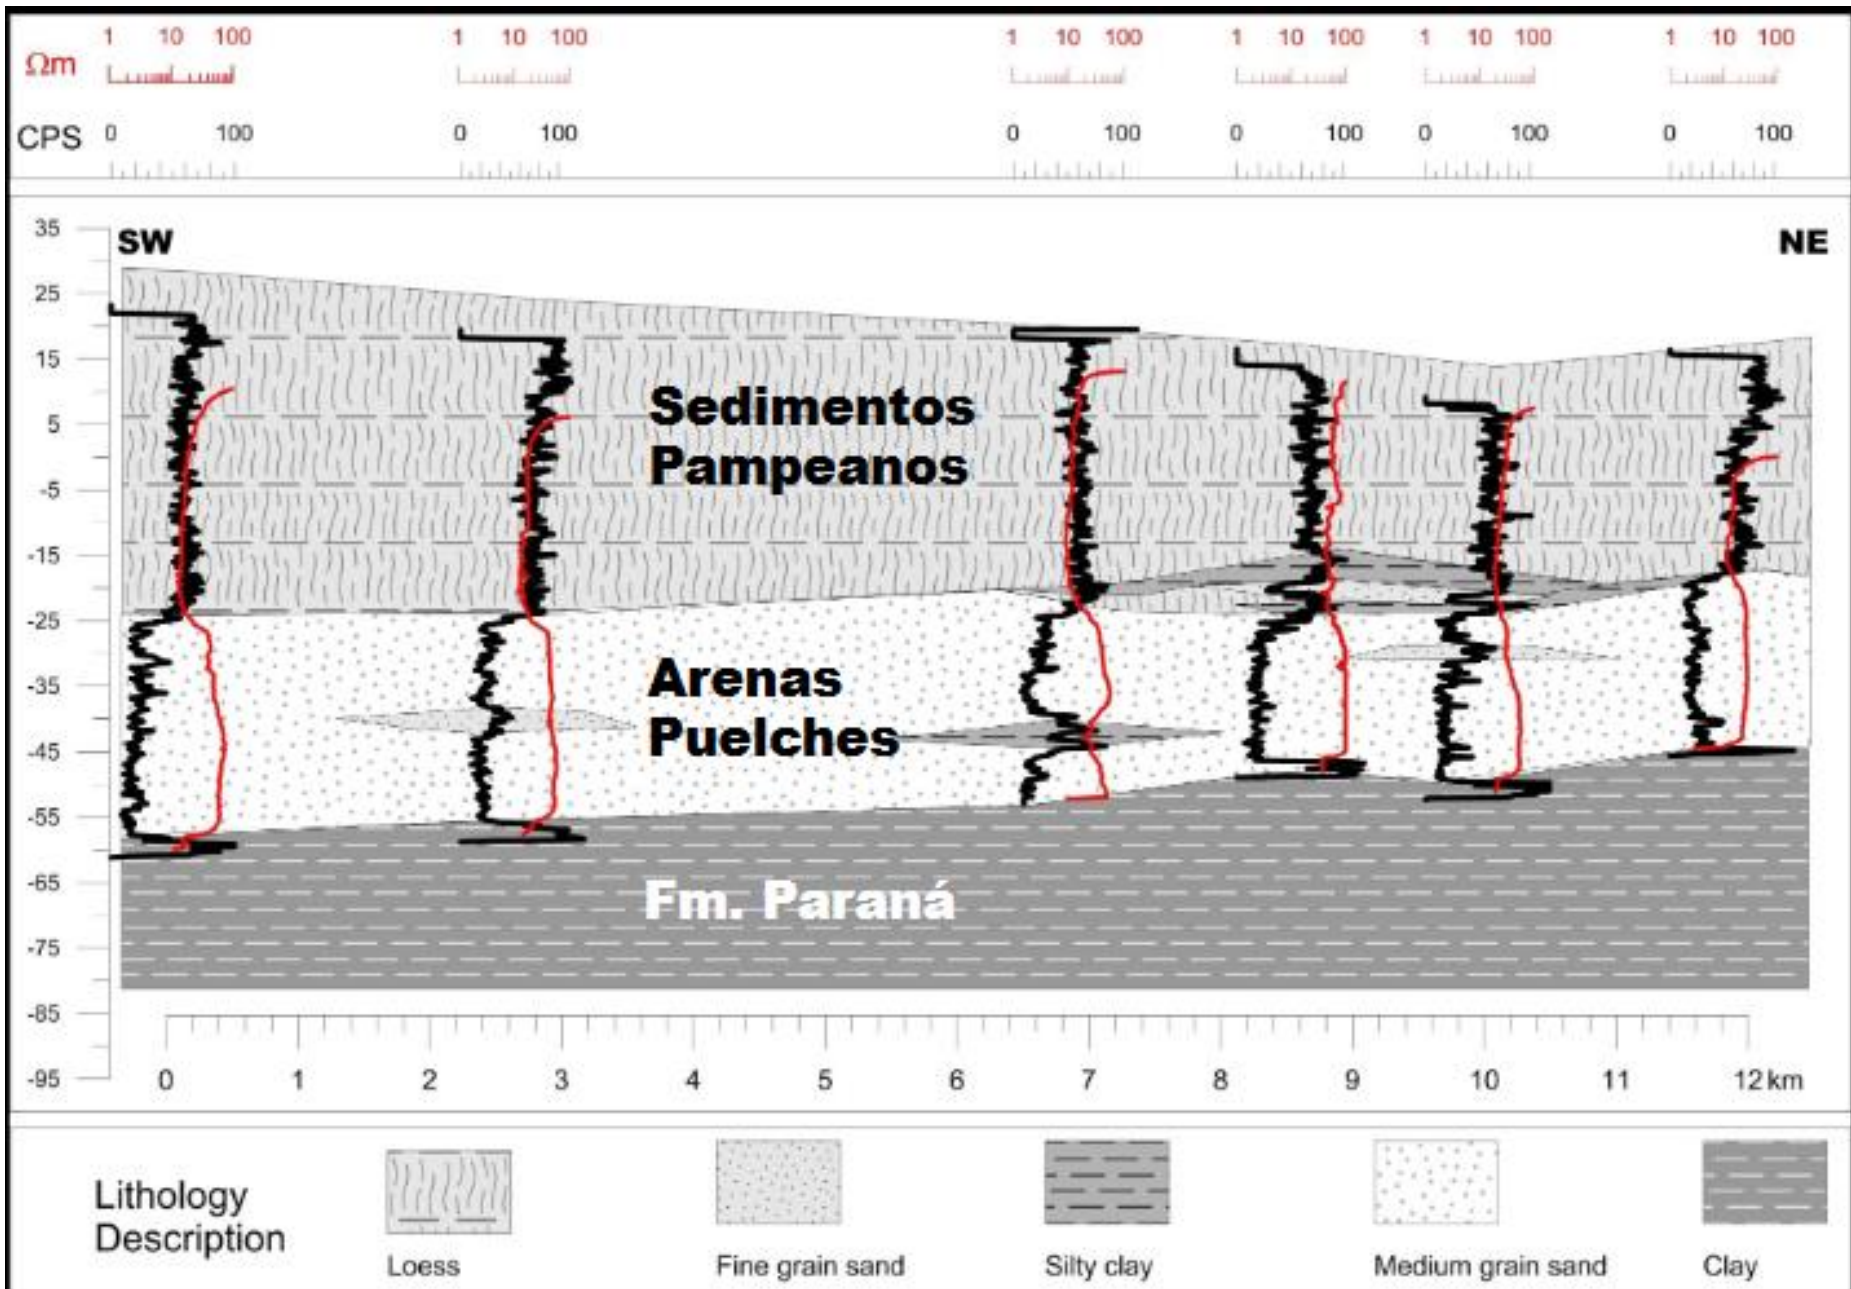 1 10 100 1 10 100 1 10 100 1 10 100 1 10 100 1 10 100
Ωm
CPS 0 100 0 100 0 100 0 100 0 100 0 100
35
SW NE
25
15
Sedimentos
5
Pampeanos
-5
-15
-25
-35
Arenas
Puelches
-45
-55
-65
Fm. Paraná
-75
-85
-95
0 1 2 3 4 5 6 7 8 9 10 11 12 km
Lithology
Description
Loess Fine grain sand Silty clay Medium grain sand Clay